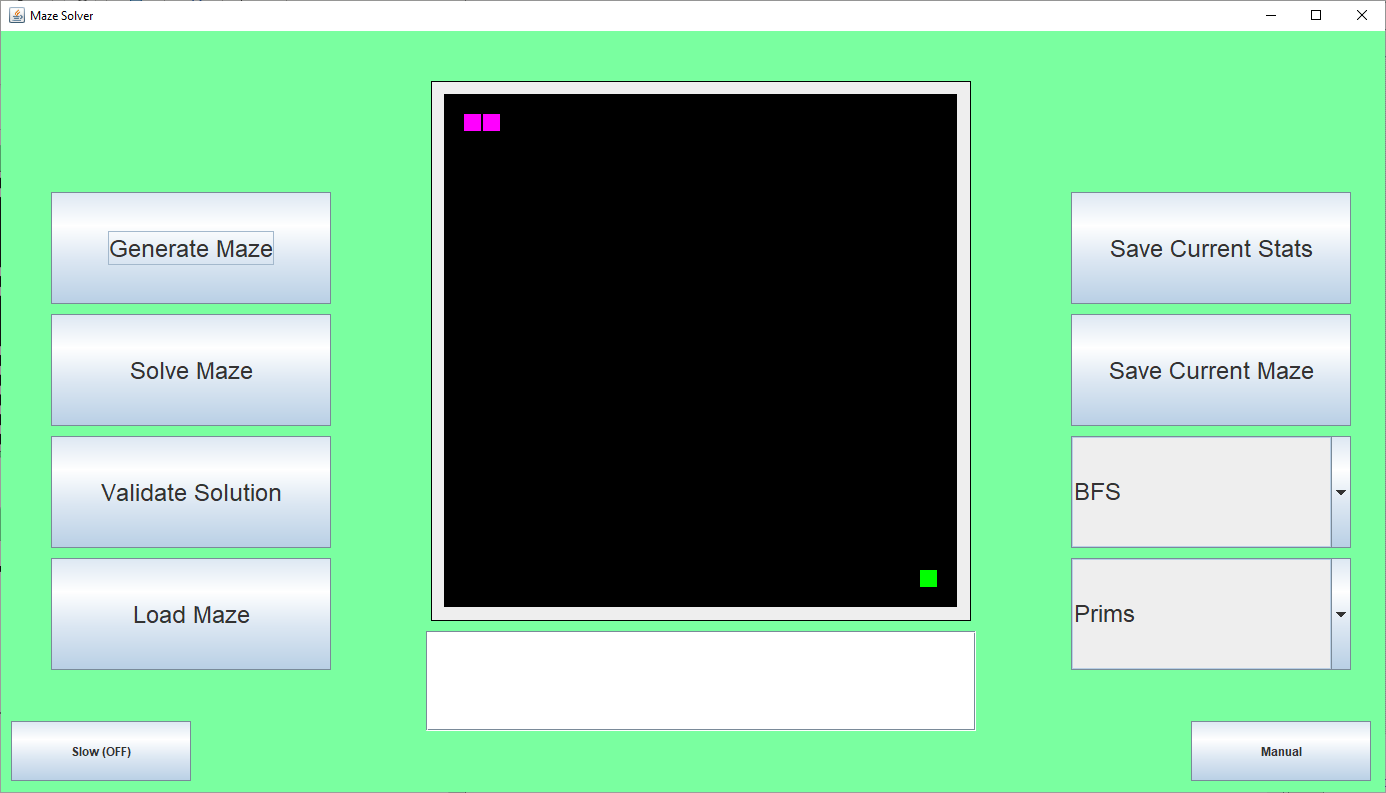 Maze Solver
Generate Maze
Solve Maze
Validate Solution
Load Maze
Slow (OFF)
Save Current Stats
Save Current Maze
BFS
Prims
Manual